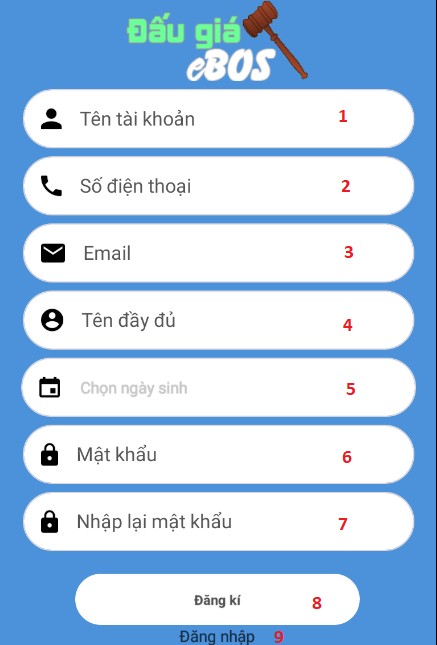 Đấu giá
eBOS
Tên tài khoản 1
Số điện thoại 2
Email 3
Tên đầy đủ 4
Chọn ngày sinh 5
Mật khẩu 6
Nhập lại mật khẩu 7
Đăng kí 8
Đăng nhập 9